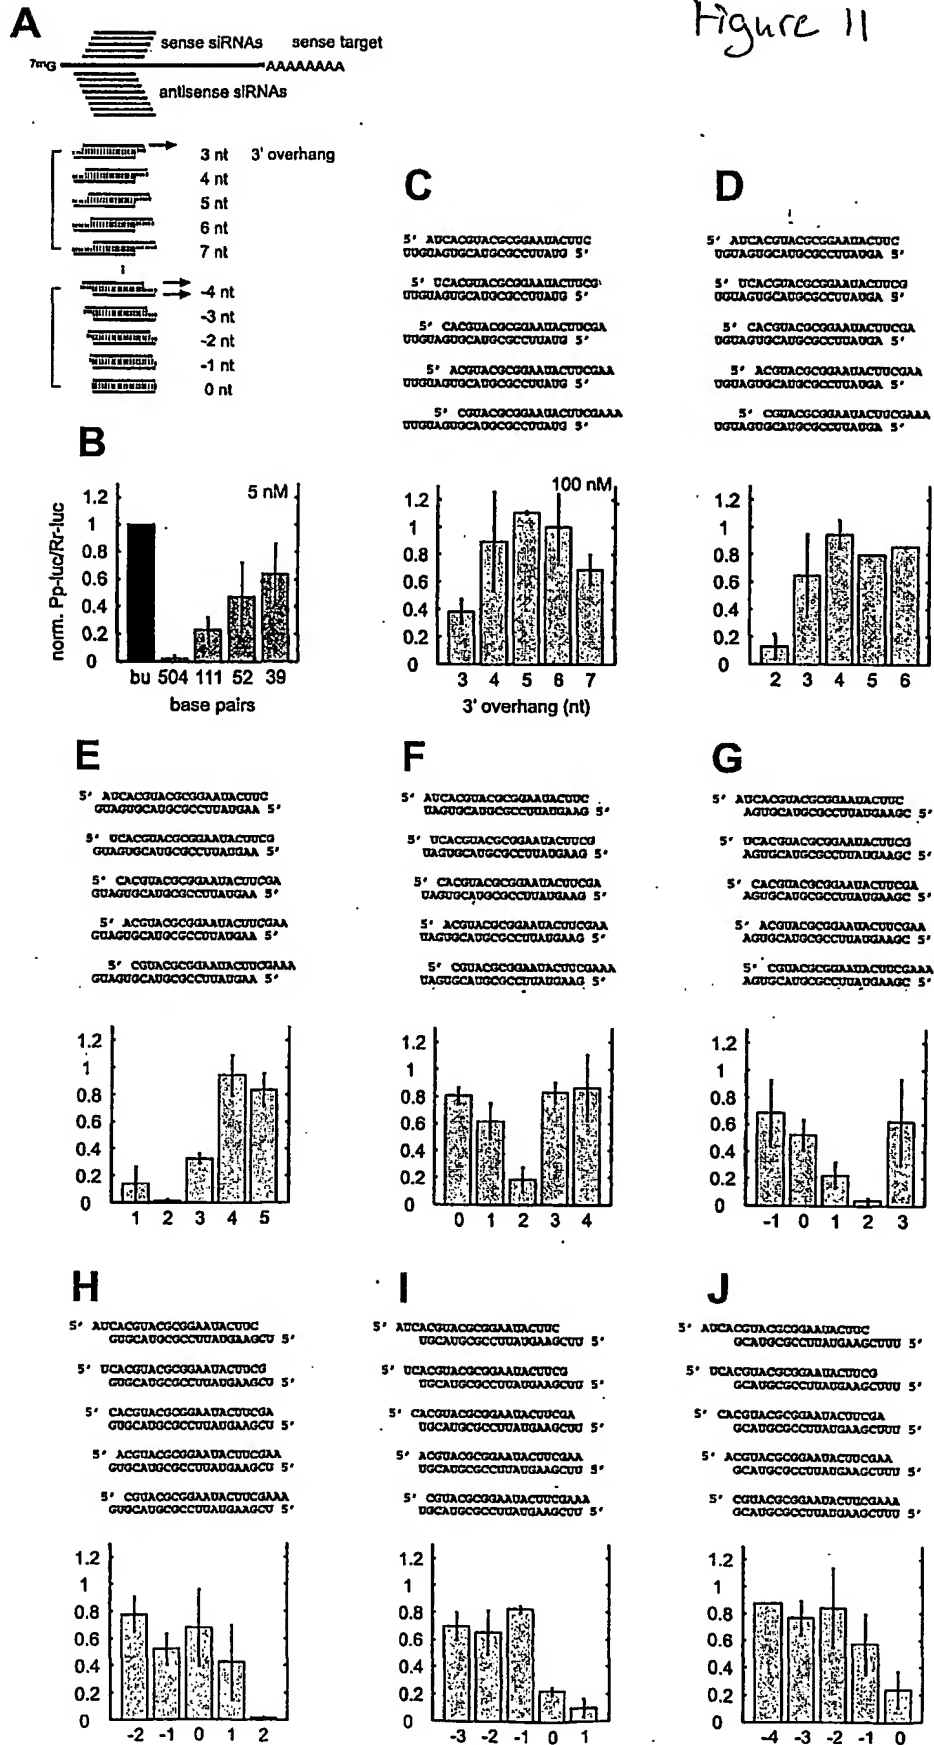 Figure 11
A
sense siRNAs sense target
7mG AAAAAAAA
antisense siRNAs
3 nt 3' overhang
4 nt
5 nt
6 nt
7 nt
-4 nt
-3 nt
-2 nt
-1 nt
0 nt
B
5 nM
norm. Pp-luc/Rr-luc
1.2
1
0.8
0.6
0.4
0.2
0
bu 504 111 52 39
base pairs
C
5' AUCACGUACGCGGAAUACUUC
UUGUAGUGCAUGCGCCUUAUG 5'
5' UCACGUACGCGGAAUACUUCG
UUGUAGUGCAUGCGCCUUAUG 5'
5' CACGUACGCGGAAUACUUCGA
UUGUAGUGCAUGCGCCUUAUG 5'
5' ACGUACGCGGAAUACUUCGAA
UUGUAGUGCAUGCGCCUUAUG 5'
5' CGUACGCGGAAUACUUCGAAA
UUGUAGUGCAUGCGCCUUAUG 5'
100 nM
1.2
1
0.8
0.6
0.4
0.2
0
3 4 5 6 7
3' overhang (nt)
D
5' AUCACGUACGCGGAAUACUUC
UGUAGUGCAUGCGCCUUAUGA 5'
5' UCACGUACGCGGAAUACUUCG
UGUAGUGCAUGCGCCUUAUGA 5'
5' CACGUACGCGGAAUACUUCGA
UGUAGUGCAUGCGCCUUAUGA 5'
5' ACGUACGCGGAAUACUUCGAA
UGUAGUGCAUGCGCCUUAUGA 5'
5' CGUACGCGGAAUACUUCGAAA
UGUAGUGCAUGCGCCUUAUGA 5'
1.2
1
0.8
0.6
0.4
0.2
0
2 3 4 5 6
E
5' AUCACGUACGCGGAAUACUUC
GUAGUGCAUGCGCCUUAUGAA 5'
5' UCACGUACGCGGAAUACUUCG
GUAGUGCAUGCGCCUUAUGAA 5'
5' CACGUACGCGGAAUACUUCGA
GUAGUGCAUGCGCCUUAUGAA 5'
5' ACGUACGCGGAAUACUUCGAA
GUAGUGCAUGCGCCUUAUGAA 5'
5' CGUACGCGGAAUACUUCGAAA
GUAGUGCAUGCGCCUUAUGAA 5'
1.2
1
0.8
0.6
0.4
0.2
0
1 2 3 4 5
F
5' AUCACGUACGCGGAAUACUUC
UAGUGCAUGCGCCUUAUGAAG 5'
5' UCACGUACGCGGAAUACUUCG
UAGUGCAUGCGCCUUAUGAAG 5'
5' CACGUACGCGGAAUACUUCGA
UAGUGCAUGCGCCUUAUGAAG 5'
5' ACGUACGCGGAAUACUUCGAA
UAGUGCAUGCGCCUUAUGAAG 5'
5' CGUACGCGGAAUACUUCGAAA
UAGUGCAUGCGCCUUAUGAAG 5'
1.2
1
0.8
0.6
0.4
0.2
0
0 1 2 3 4
G
5' AUCACGUACGCGGAAUACUUC
AGUGCAUGCGCCUUAUGAAGC 5'
5' UCACGUACGCGGAAUACUUCG
AGUGCAUGCGCCUUAUGAAGC 5'
5' CACGUACGCGGAAUACUUCGA
AGUGCAUGCGCCUUAUGAAGC 5'
5' ACGUACGCGGAAUACUUCGAA
AGUGCAUGCGCCUUAUGAAGC 5'
5' CGUACGCGGAAUACUUCGAAA
AGUGCAUGCGCCUUAUGAAGC 5'
1.2
1
0.8
0.6
0.4
0.2
0
-1 0 1 2 3
H
5' AUCACGUACGCGGAAUACUUC
GUGCAUGCGCCUUAUGAAGCU 5'
5' UCACGUACGCGGAAUACUUCG
GUGCAUGCGCCUUAUGAAGCU 5'
5' CACGUACGCGGAAUACUUCGA
GUGCAUGCGCCUUAUGAAGCU 5'
5' ACGUACGCGGAAUACUUCGAA
GUGCAUGCGCCUUAUGAAGCU 5'
5' CGUACGCGGAAUACUUCGAAA
GUGCAUGCGCCUUAUGAAGCU 5'
1.2
1
0.8
0.6
0.4
0.2
0
-2 -1 0 1 2
I
5' AUCACGUACGCGGAAUACUUC
UGCAUGCGCCUUAUGAAGCUU 5'
5' UCACGUACGCGGAAUACUUCG
UGCAUGCGCCUUAUGAAGCUU 5'
5' CACGUACGCGGAAUACUUCGA
UGCAUGCGCCUUAUGAAGCUU 5'
5' ACGUACGCGGAAUACUUCGAA
UGCAUGCGCCUUAUGAAGCUU 5'
5' CGUACGCGGAAUACUUCGAAA
UGCAUGCGCCUUAUGAAGCUU 5'
1.2
1
0.8
0.6
0.4
0.2
0
-3 -2 -1 0 1
J
5' AUCACGUACGCGGAAUACUUC
GCAUGCGCCUUAUGAAGCUUU 5'
5' UCACGUACGCGGAAUACUUCG
GCAUGCGCCUUAUGAAGCUUU 5'
5' CACGUACGCGGAAUACUUCGA
GCAUGCGCCUUAUGAAGCUUU 5'
5' ACGUACGCGGAAUACUUCGAA
GCAUGCGCCUUAUGAAGCUUU 5'
5' CGUACGCGGAAUACUUCGAAA
GCAUGCGCCUUAUGAAGCUUU 5'
1.2
1
0.8
0.6
0.4
0.2
0
-4 -3 -2 -1 0